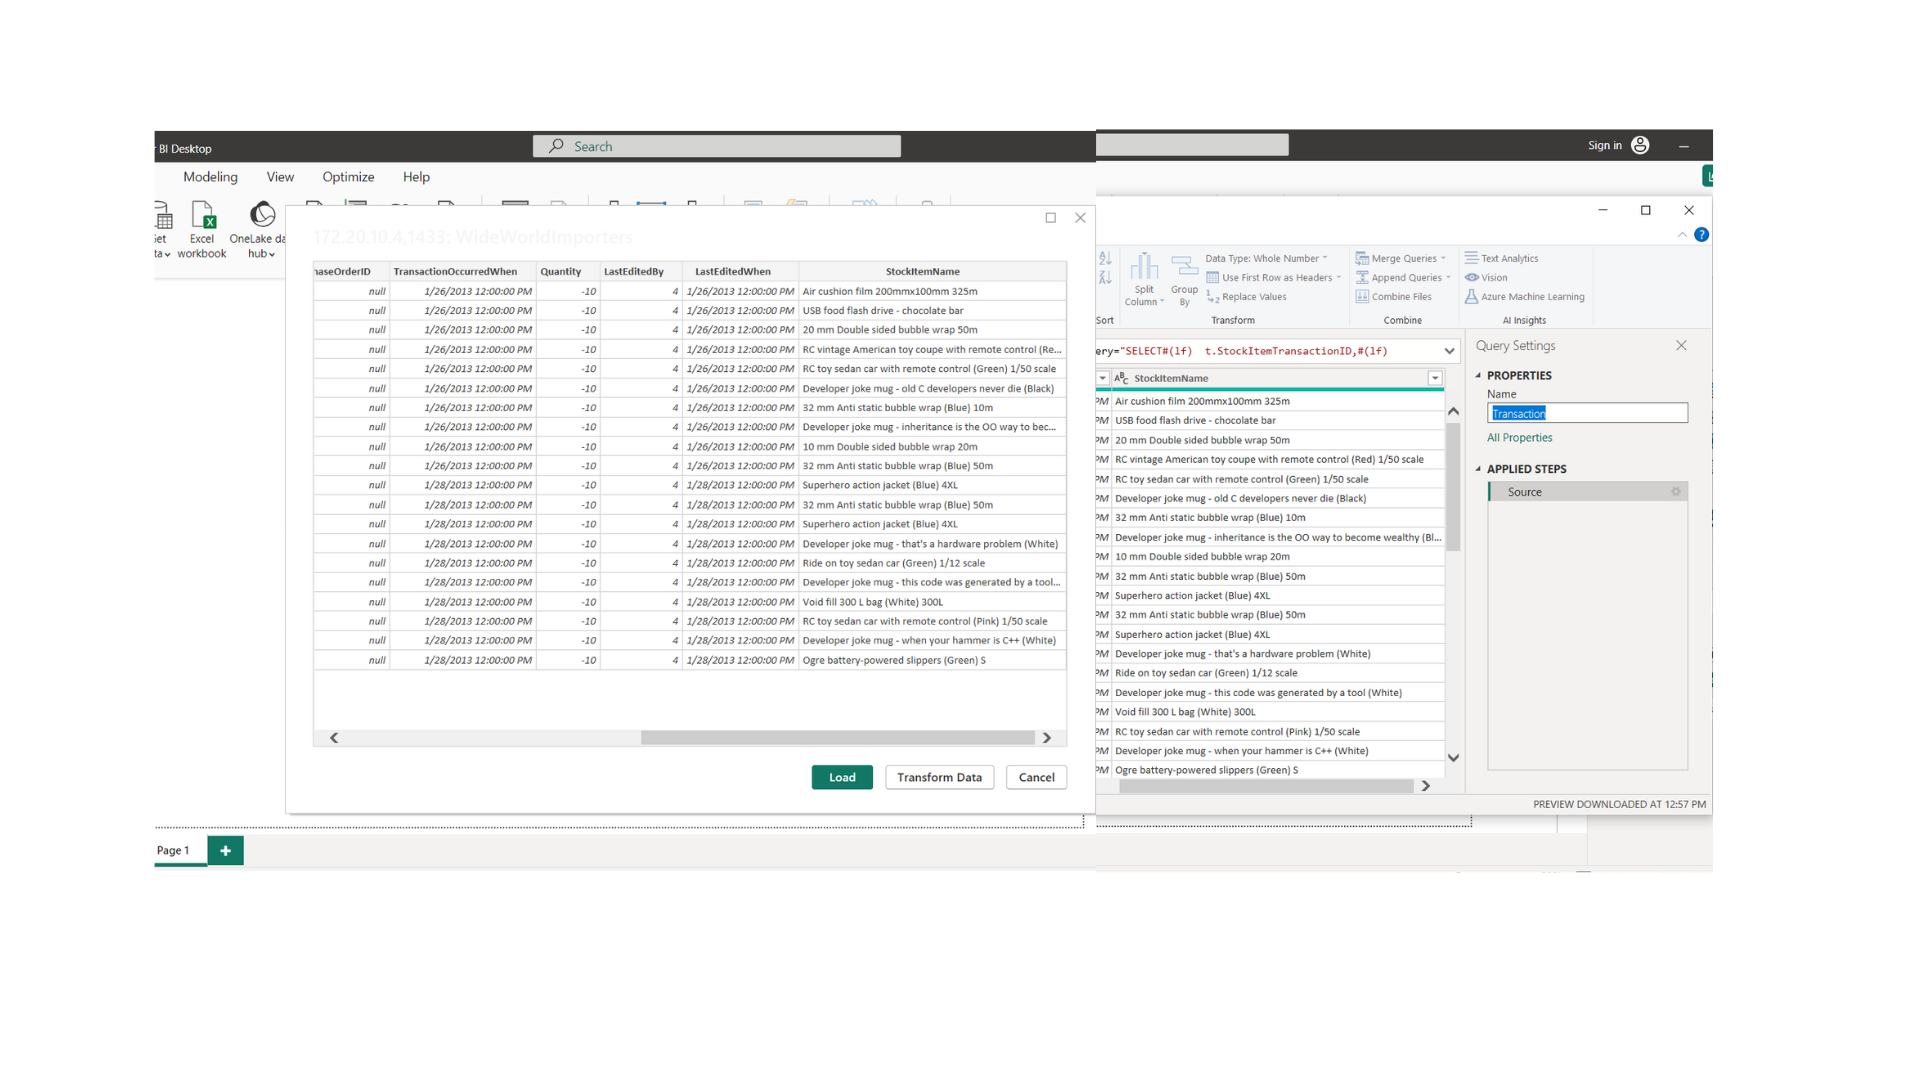 BI Desktop
Search
Modeling View Optimize Help
Excel workbook
OneLake
hub
172.20.10.4,1433: WideWorldImporters
haseOrderID TransactionOccurredWhen Quantity LastEditedBy LastEditedWhen StockItemName
null 1/26/2013 12:00:00 PM -10 4 1/26/2013 12:00:00 PM Air cushion film 200mmx100mm 325m
null 1/26/2013 12:00:00 PM -10 4 1/26/2013 12:00:00 PM USB food flash drive - chocolate bar
null 1/26/2013 12:00:00 PM -10 4 1/26/2013 12:00:00 PM 20 mm Double sided bubble wrap 50m
null 1/26/2013 12:00:00 PM -10 4 1/26/2013 12:00:00 PM RC vintage American toy coupe with remote control (Re...
null 1/26/2013 12:00:00 PM -10 4 1/26/2013 12:00:00 PM RC toy sedan car with remote control (Green) 1/50 scale
null 1/26/2013 12:00:00 PM -10 4 1/26/2013 12:00:00 PM Developer joke mug - old C developers never die (Black)
null 1/26/2013 12:00:00 PM -10 4 1/26/2013 12:00:00 PM 32 mm Anti static bubble wrap (Blue) 10m
null 1/26/2013 12:00:00 PM -10 4 1/26/2013 12:00:00 PM Developer joke mug - inheritance is the OO way to bec...
null 1/26/2013 12:00:00 PM -10 4 1/26/2013 12:00:00 PM 10 mm Double sided bubble wrap 20m
null 1/26/2013 12:00:00 PM -10 4 1/26/2013 12:00:00 PM 32 mm Anti static bubble wrap (Blue) 50m
null 1/28/2013 12:00:00 PM -10 4 1/28/2013 12:00:00 PM Superhero action jacket (Blue) 4XL
null 1/28/2013 12:00:00 PM -10 4 1/28/2013 12:00:00 PM 32 mm Anti static bubble wrap (Blue) 50m
null 1/28/2013 12:00:00 PM -10 4 1/28/2013 12:00:00 PM Superhero action jacket (Blue) 4XL
null 1/28/2013 12:00:00 PM -10 4 1/28/2013 12:00:00 PM Developer joke mug - that's a hardware problem (White)
null 1/28/2013 12:00:00 PM -10 4 1/28/2013 12:00:00 PM Ride on toy sedan car (Green) 1/12 scale
null 1/28/2013 12:00:00 PM -10 4 1/28/2013 12:00:00 PM Developer joke mug - this code was generated by a tool...
null 1/28/2013 12:00:00 PM -10 4 1/28/2013 12:00:00 PM Void fill 300 L bag (White) 300L
null 1/28/2013 12:00:00 PM -10 4 1/28/2013 12:00:00 PM RC toy sedan car with remote control (Pink) 1/50 scale
null 1/28/2013 12:00:00 PM -10 4 1/28/2013 12:00:00 PM Developer joke mug - when your hammer is C++ (White)
null 1/28/2013 12:00:00 PM -10 4 1/28/2013 12:00:00 PM Ogre battery-powered slippers (Green) S
Load Transform Data Cancel
Page 1
Sign in
Sort
Split
Column
Group
By
Data Type: Whole Number
Use First Row as Headers
Replace Values
Transform
Merge Queries
Append Queries
Combine Files
Combine
Text Analytics
Vision
Azure Machine Learning
AI Insights
ery="SELECT#(lf) t.StockItemTransactionID,#(lf)
ABC StockItemName
PM Air cushion film 200mmx100mm 325m
PM USB food flash drive - chocolate bar
PM 20 mm Double sided bubble wrap 50m
PM RC vintage American toy coupe with remote control (Red) 1/50 scale
PM RC toy sedan car with remote control (Green) 1/50 scale
PM Developer joke mug - old C developers never die (Black)
PM 32 mm Anti static bubble wrap (Blue) 10m
PM Developer joke mug - inheritance is the OO way to become wealthy (Bl...
PM 10 mm Double sided bubble wrap 20m
PM 32 mm Anti static bubble wrap (Blue) 50m
PM Superhero action jacket (Blue) 4XL
PM 32 mm Anti static bubble wrap (Blue) 50m
PM Superhero action jacket (Blue) 4XL
PM Developer joke mug - that's a hardware problem (White)
PM Ride on toy sedan car (Green) 1/12 scale
PM Developer joke mug - this code was generated by a tool (White)
PM Void fill 300 L bag (White) 300L
PM RC toy sedan car with remote control (Pink) 1/50 scale
PM Developer joke mug - when your hammer is C++ (White)
PM Ogre battery-powered slippers (Green) S
Query Settings
PROPERTIES
Name
Transaction
All Properties
APPLIED STEPS
Source
PREVIEW DOWNLOADED AT 12:57 PM